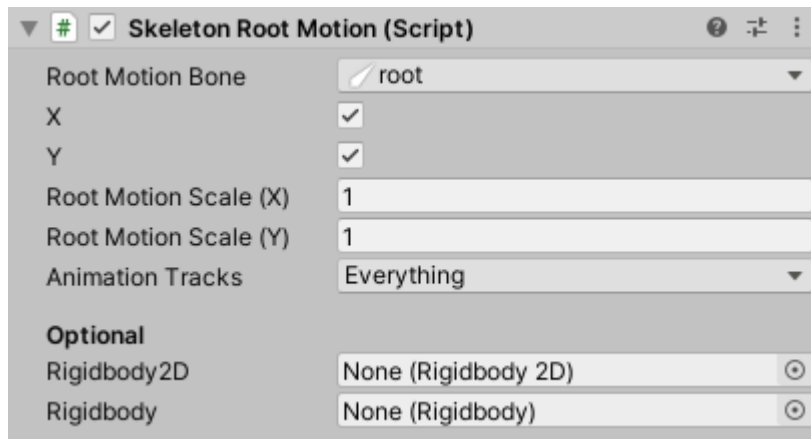 # Skeleton Root Motion (Script)
Root Motion Bone root
X
Y
Root Motion Scale (X) 1
Root Motion Scale (Y) 1
Animation Tracks Everything
Optional
Rigidbody2D None (Rigidbody 2D)
Rigidbody None (Rigidbody)